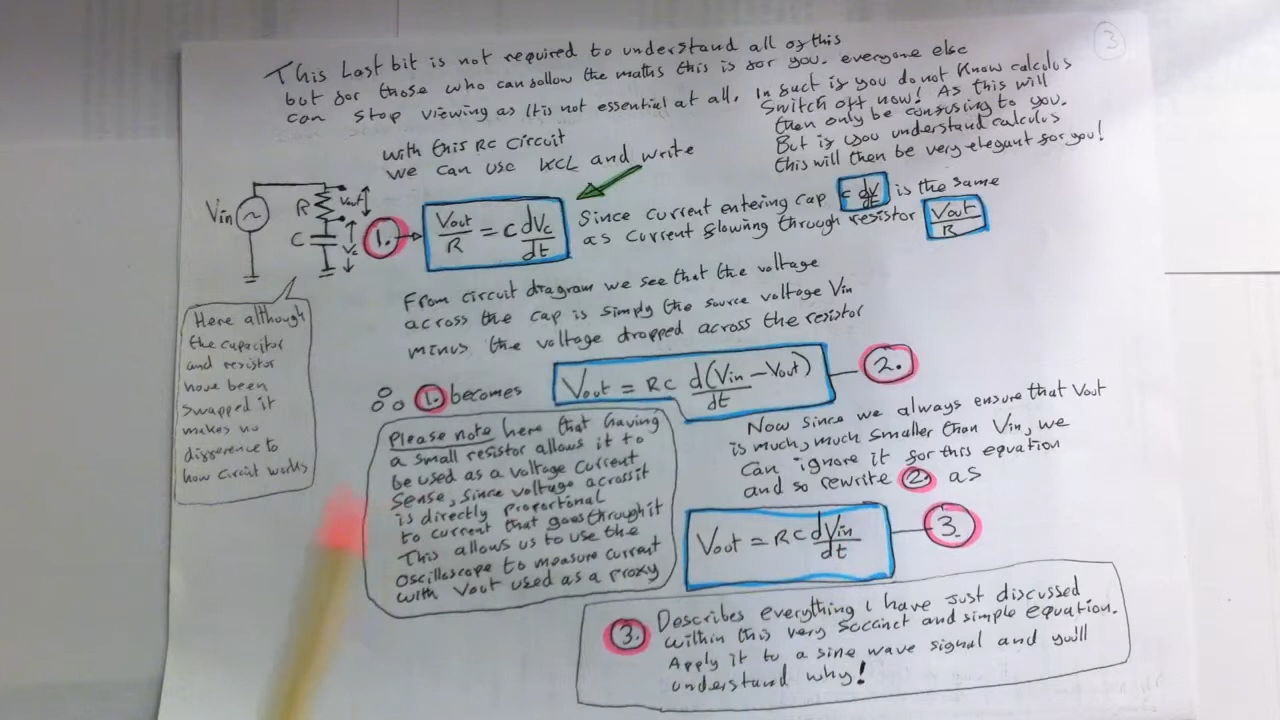 3
This Last bit is not required to understand all of this
but for those who can follow the maths this is for you. everyone else
can stop viewing as it is not essential at all. In fact if you do not know calculus
switch off now! As this will
then only be confusing to you.
But if you understand calculus
this will then be very elegant for you!
with this RC circuit
we can use KCL and write
Vin
R
C
Vout
Vc
1.
Vout/R = C dVc/dt
Since current entering cap C dV/dt is the same
as current flowing through resistor Vout/R
From circuit diagram we see that the voltage
across the cap is simply the source voltage Vin
minus the voltage dropped across the resistor
Here although
the capacitor
and resistor
have been
swapped it
makes no
difference to
how circuit works
∴ 1. becomes
Vout = RC d(Vin - Vout)/dt
2.
Please note here that having
a small resistor allows it to
be used as a voltage current
sense, since voltage across it
is directly proportional
to current that goes through it
This allows us to use the
oscilloscope to measure current
with Vout used as a proxy
Now since we always ensure that Vout
is much, much smaller than Vin, we
can ignore it for this equation
and so rewrite 2. as
Vout = RC dVin/dt
3.
3. Describes everything I have just discussed
within this very succinct and simple equation.
Apply it to a sine wave signal and you'll
understand why!